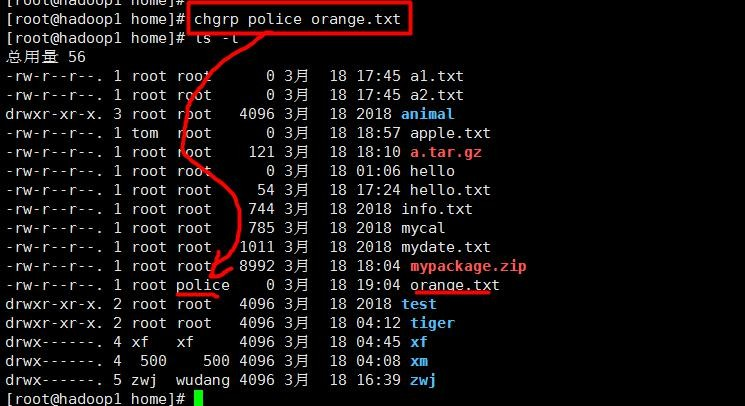 [root@hadoop1 home]#
[root@hadoop1 home]# chgrp police orange.txt
[root@hadoop1 home]# ls -l
总用量 56
-rw-r--r--. 1 root root 0 3月 18 17:45 a1.txt
-rw-r--r--. 1 root root 0 3月 18 17:45 a2.txt
drwxr-xr-x. 3 root root 4096 3月 18 2018 animal
-rw-r--r--. 1 tom root 0 3月 18 18:57 apple.txt
-rw-r--r--. 1 root root 121 3月 18 18:10 a.tar.gz
-rw-r--r--. 1 root root 0 3月 18 01:06 hello
-rw-r--r--. 1 root root 54 3月 18 17:24 hello.txt
-rw-r--r--. 1 root root 744 3月 18 2018 info.txt
-rw-r--r--. 1 root root 785 3月 18 2018 mycal
-rw-r--r--. 1 root root 1011 3月 18 2018 mydate.txt
-rw-r--r--. 1 root root 8992 3月 18 18:04 mypackage.zip
-rw-r--r--. 1 root police 0 3月 18 19:04 orange.txt
drwxr-xr-x. 2 root root 4096 3月 18 2018 test
drwxr-xr-x. 2 root root 4096 3月 18 04:12 tiger
drwx------. 4 xf xf 4096 3月 18 04:45 xf
drwx------. 4 500 500 4096 3月 18 04:08 xm
drwx------. 5 zwj wudang 4096 3月 18 16:39 zwj
[root@hadoop1 home]#